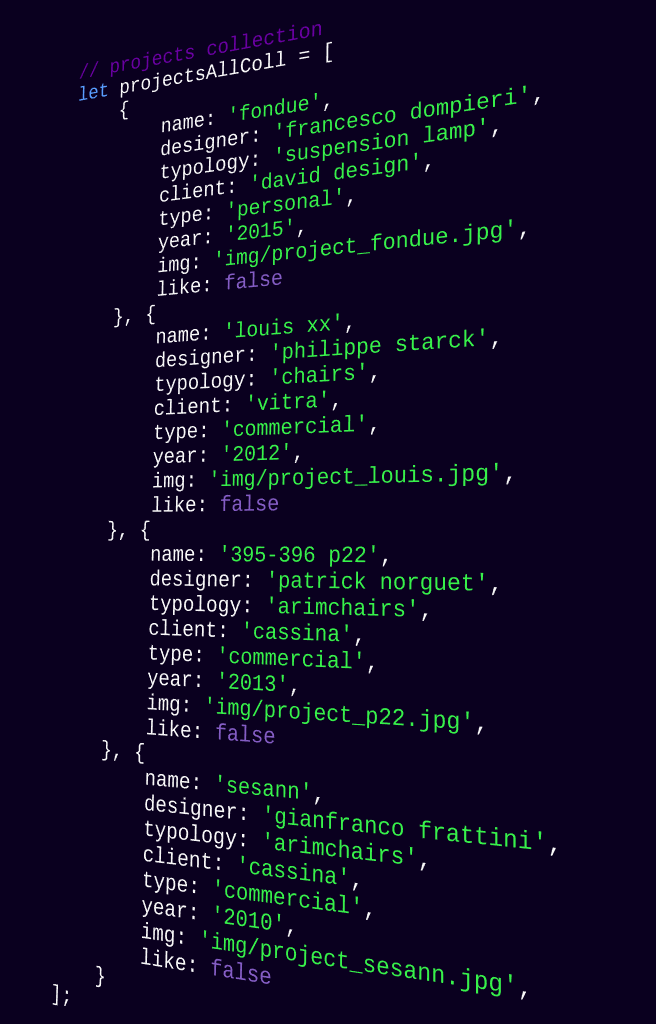 // projects collection
let projectsAllColl = [
{
name: 'fondue',
designer: 'francesco dompieri',
typology: 'suspension lamp',
client: 'david design',
type: 'personal',
year: '2015',
img: 'img/project_fondue.jpg',
like: false
}, {
name: 'louis xx',
designer: 'philippe starck',
typology: 'chairs',
client: 'vitra',
type: 'commercial',
year: '2012',
img: 'img/project_louis.jpg',
like: false
}, {
name: '395-396 p22',
designer: 'patrick norguet',
typology: 'arimchairs',
client: 'cassina',
type: 'commercial',
year: '2013',
img: 'img/project_p22.jpg',
like: false
}, {
name: 'sesann',
designer: 'gianfranco frattini',
typology: 'arimchairs',
client: 'cassina',
type: 'commercial',
year: '2010',
img: 'img/project_sesann.jpg',
like: false
}
];